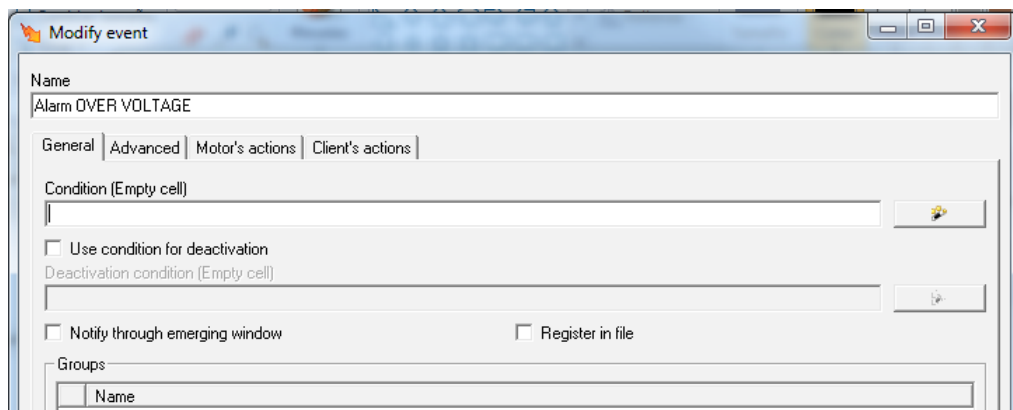 Modify event
Name
Alarm OVER VOLTAGE
General Advanced Motor's actions Client's actions
Condition (Empty cell)
Use condition for deactivation
Deactivation condition (Empty cell)
Notify through emerging window Register in file
Groups
Name